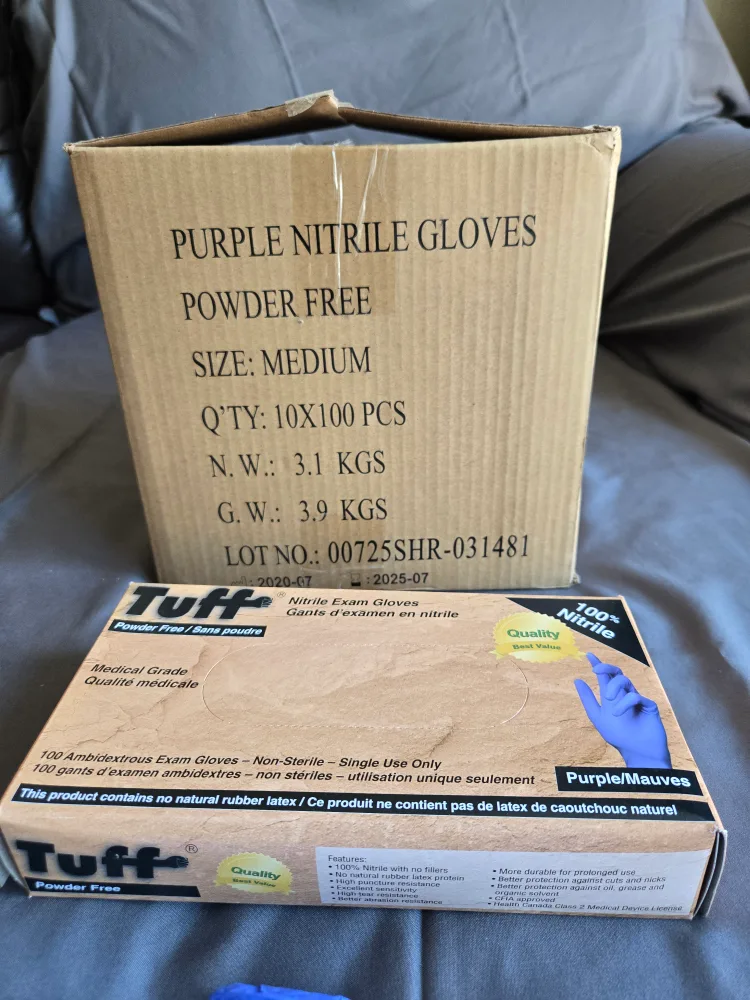 PURPLE NITRILE GLOVES
POWDER FREE
SIZE: MEDIUM
Q'TY: 10X100 PCS
N. W.: 3.1 KGS
G. W.: 3.9 KGS
LOT NO.: 00725SHR-031481
: 2020-07 : 2025-07
Tuff®
Powder Free / Sans poudre
Nitrile Exam Gloves
Gants d'examen en nitrile
100% Nitrile
Quality
Best Value
Medical Grade
Qualité médicale
100 Ambidextrous Exam Gloves – Non-Sterile – Single Use Only
100 gants d'examen ambidextres – non stériles – utilisation unique seulement
Purple/Mauves
This product contains no natural rubber latex / Ce produit ne contient pas de latex de caoutchouc naturel
Tuff®
Powder Free
Quality
Best Value
Features:
• 100% Nitrile with no fillers
• No natural rubber latex protein
• High puncture resistance
• Excellent sensitivity
• High tear resistance
• Better abrasion resistance
• More durable for prolonged use
• Better protection against cuts and nicks
• Better protection against oil, grease and
organic solvent
• CFIA approved
• Health Canada Class 2 Medical Device License